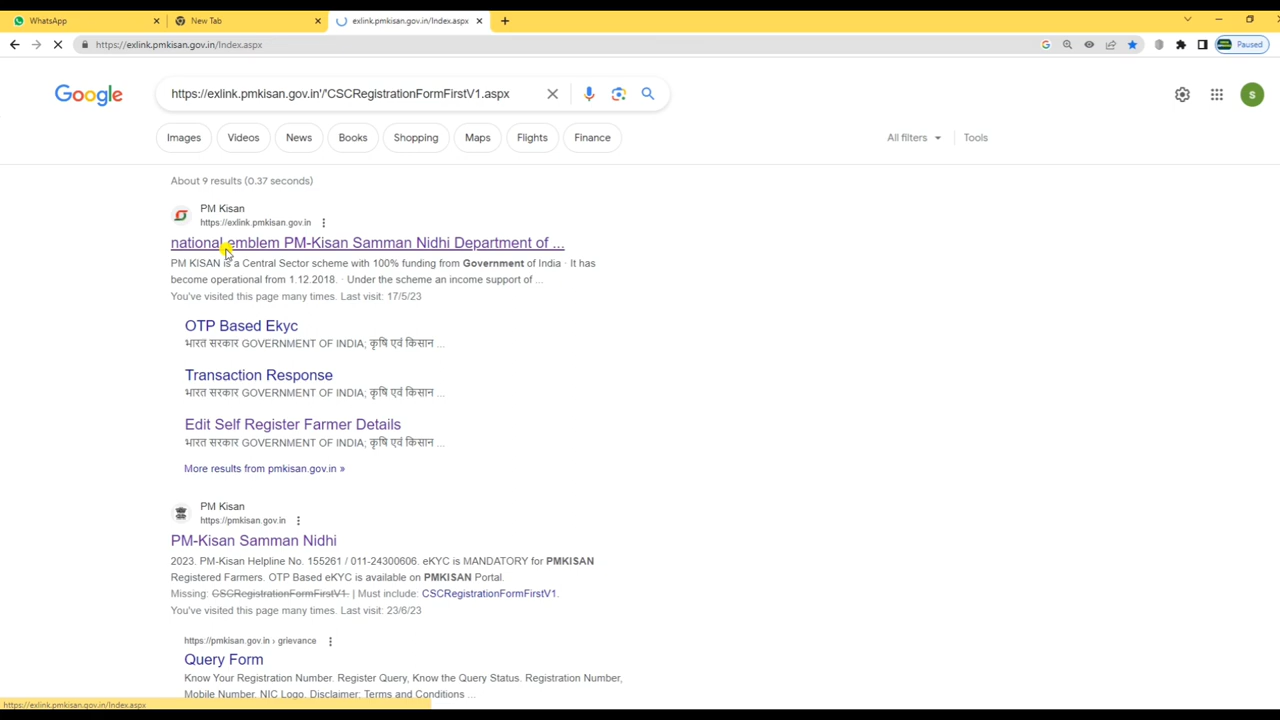 WhatsApp
New Tab
exlink.pmkisan.gov.in/Index.aspx
https://exlink.pmkisan.gov.in/Index.aspx
Paused
Google
https://exlink.pmkisan.gov.in'/'CSCRegistrationFormFirstV1.aspx
S
Images
Videos
News
Books
Shopping
Maps
Flights
Finance
All filters
Tools
About 9 results (0.37 seconds)
PM Kisan
https://exlink.pmkisan.gov.in
national emblem PM-Kisan Samman Nidhi Department of ...
PM KISAN is a Central Sector scheme with 100% funding from Government of India · It has
become operational from 1.12.2018. · Under the scheme an income support of ...
You've visited this page many times. Last visit: 17/5/23
OTP Based Ekyc
भारत सरकार GOVERNMENT OF INDIA; कृषि एवं किसान ...
Transaction Response
भारत सरकार GOVERNMENT OF INDIA; कृषि एवं किसान ...
Edit Self Register Farmer Details
भारत सरकार GOVERNMENT OF INDIA; कृषि एवं किसान ...
More results from pmkisan.gov.in »
PM Kisan
https://pmkisan.gov.in
PM-Kisan Samman Nidhi
2023. PM-Kisan Helpline No. 155261 / 011-24300606. eKYC is MANDATORY for PMKISAN
Registered Farmers. OTP Based eKYC is available on PMKISAN Portal.
Missing: CSCRegistrationFormFirstV1. | Must include: CSCRegistrationFormFirstV1.
You've visited this page many times. Last visit: 23/6/23
https://pmkisan.gov.in › grievance
Query Form
Know Your Registration Number. Register Query, Know the Query Status. Registration Number,
Mobile Number. NIC Logo. Disclaimer; Terms and Conditions ...
https://exlink.pmkisan.gov.in/Index.aspx